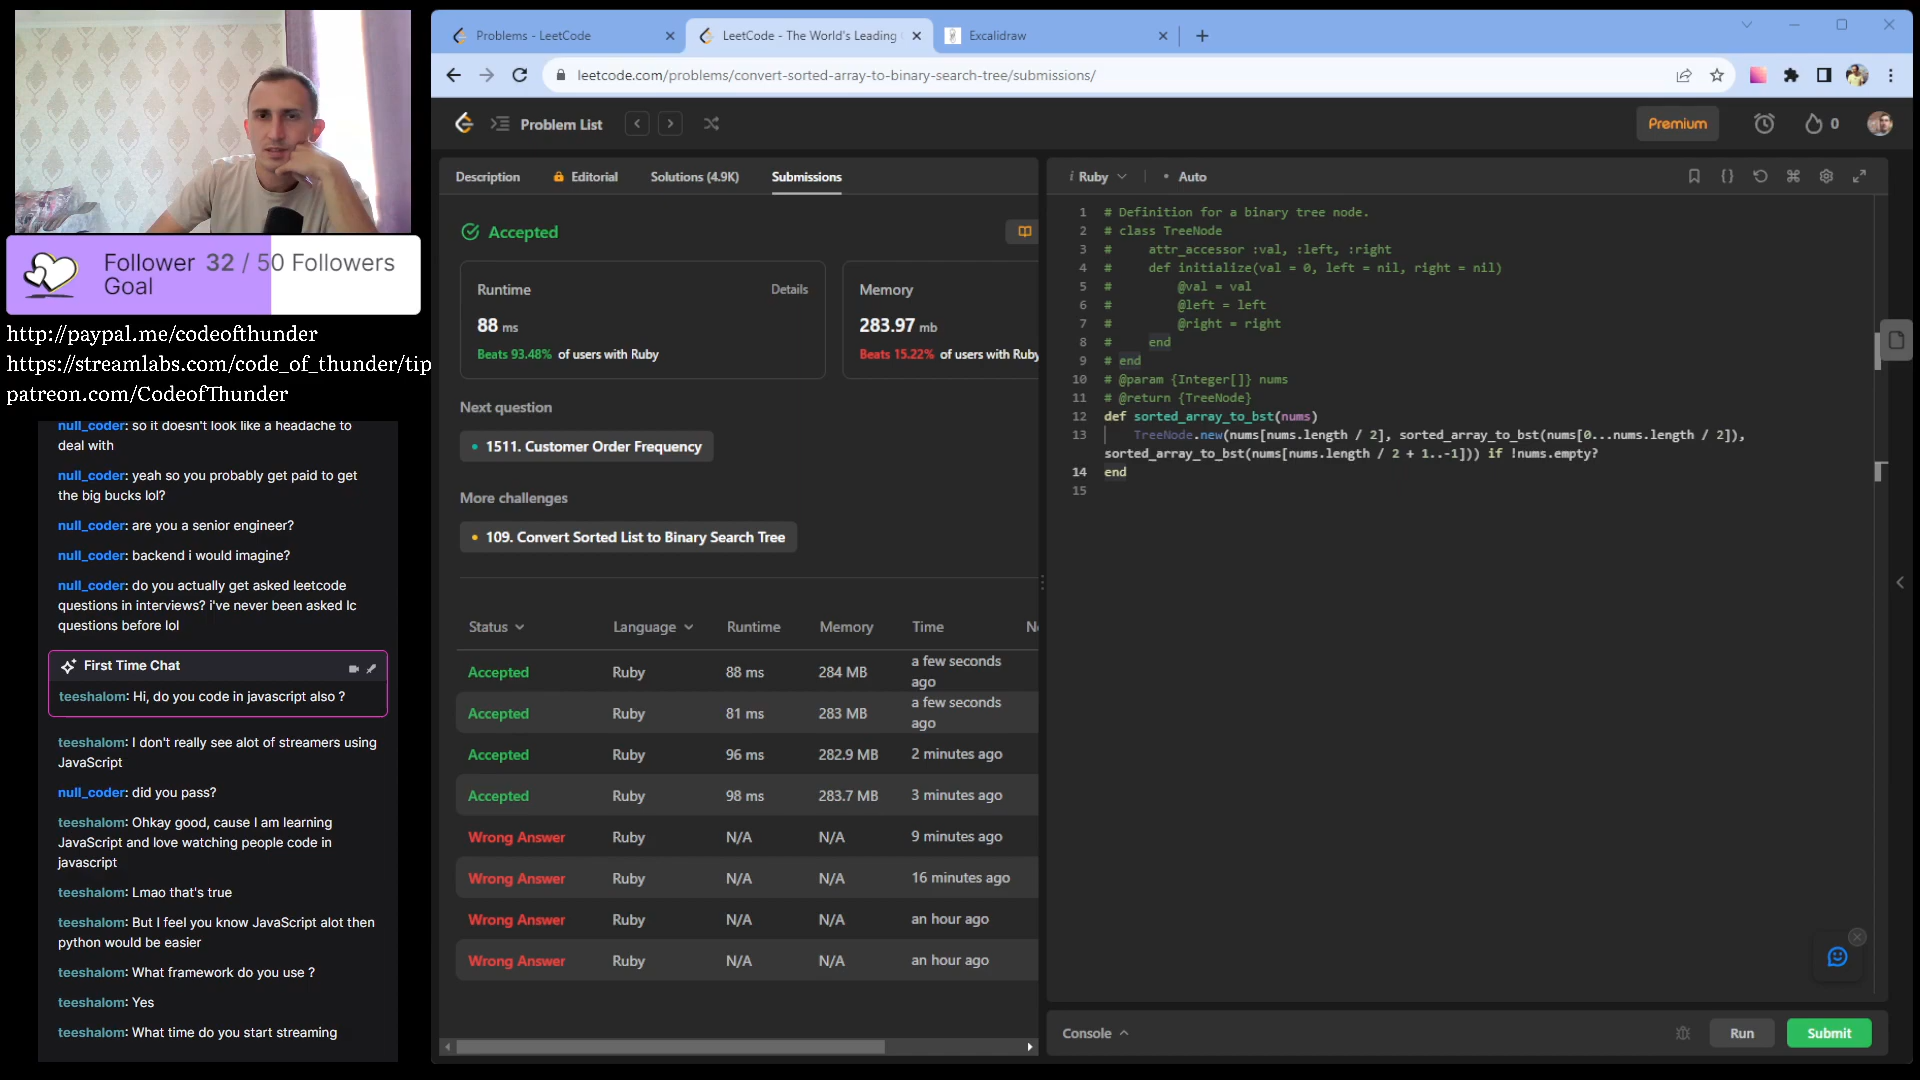 Follower 32 / 50 Followers
Goal
http://paypal.me/codeofthunder
https://streamlabs.com/code_of_thunder/tip
patreon.com/CodeofThunder
null_coder: so it doesn't look like a headache to
deal with
null_coder: yeah so you probably get paid to get
the big bucks lol?
null_coder: are you a senior engineer?
null_coder: backend i would imagine?
null_coder: do you actually get asked leetcode
questions in interviews? i've never been asked lc
questions before lol
First Time Chat
teeshalom: Hi, do you code in javascript also ?
teeshalom: I don't really see alot of streamers using
JavaScript
null_coder: did you pass?
teeshalom: Ohkay good, cause I am learning
JavaScript and love watching people code in
javascript
teeshalom: Lmao that's true
teeshalom: But I feel you know JavaScript alot then
python would be easier
teeshalom: What framework do you use ?
teeshalom: Yes
teeshalom: What time do you start streaming
Problems - LeetCode
LeetCode - The World's Leading
Excalidraw
leetcode.com/problems/convert-sorted-array-to-binary-search-tree/submissions/
Problem List
Premium
0
Description
Editorial
Solutions (4.9K)
Submissions
Accepted
Runtime
Details
88 ms
Beats 93.48% of users with Ruby
Memory
283.97 mb
Beats 15.22% of users with Ruby
Next question
1511. Customer Order Frequency
More challenges
109. Convert Sorted List to Binary Search Tree
Status Language Runtime Memory Time
Accepted Ruby 88 ms 284 MB a few seconds
ago
Accepted Ruby 81 ms 283 MB a few seconds
ago
Accepted Ruby 96 ms 282.9 MB 2 minutes ago
Accepted Ruby 98 ms 283.7 MB 3 minutes ago
Wrong Answer Ruby N/A N/A 9 minutes ago
Wrong Answer Ruby N/A N/A 16 minutes ago
Wrong Answer Ruby N/A N/A an hour ago
Wrong Answer Ruby N/A N/A an hour ago
i Ruby
• Auto
1 # Definition for a binary tree node.
2 # class TreeNode
3 #     attr_accessor :val, :left, :right
4 #     def initialize(val = 0, left = nil, right = nil)
5 #         @val = val
6 #         @left = left
7 #         @right = right
8 #     end
9 # end
10 # @param {Integer[]} nums
11 # @return {TreeNode}
12 def sorted_array_to_bst(nums)
13     TreeNode.new(nums[nums.length / 2], sorted_array_to_bst(nums[0...nums.length / 2]),
sorted_array_to_bst(nums[nums.length / 2 + 1..-1])) if !nums.empty?
14 end
15
Console
Run
Submit